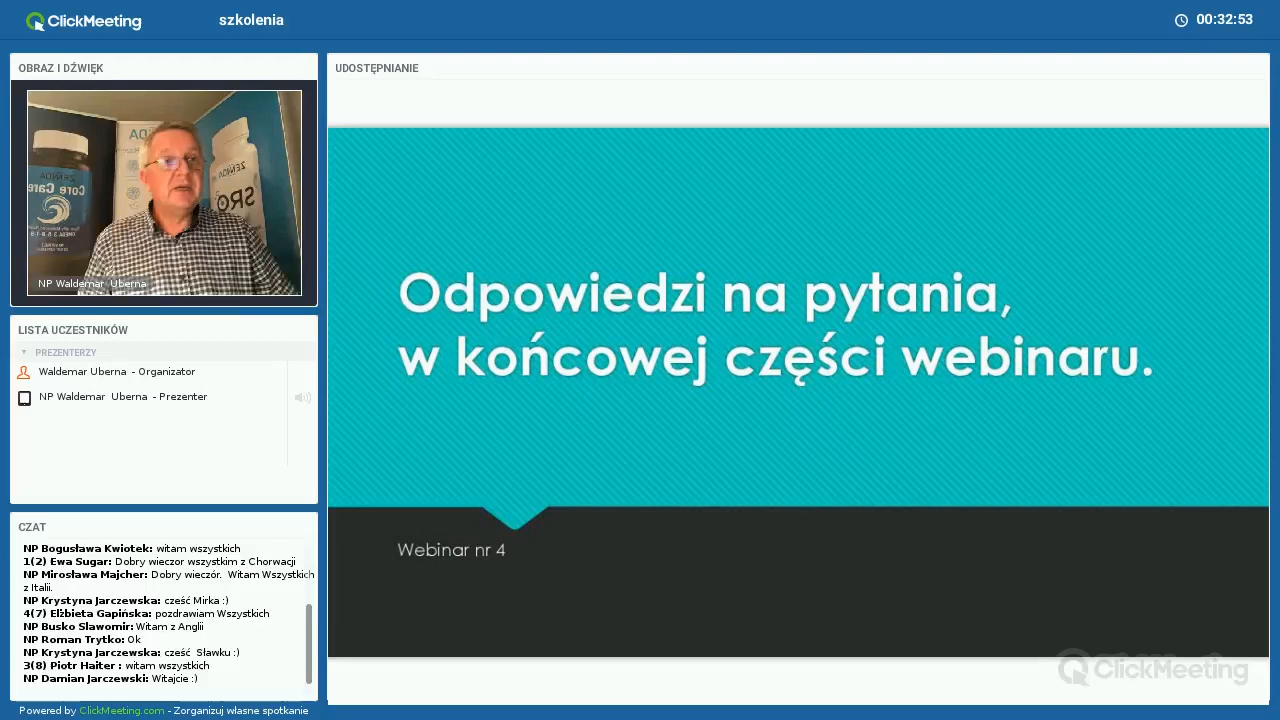 ClickMeeting
szkolenia
00:32:53
OBRAZ I DŹWIĘK
UDOSTĘPNIANIE
ZENNOA
Core Care
SRO
NP Waldemar Uberna
LISTA UCZESTNIKÓW
PREZENTERZY
Waldemar Uberna - Organizator
NP Waldemar Uberna - Prezenter
CZAT
NP Bogusława Kwiotek: witam wszystkich
1(2) Ewa Sugar: Dobry wieczor wszystkim z Chorwacji
NP Mirosława Majcher: Dobry wieczór. Witam Wszystkich
z Italii.
NP Krystyna Jarczewska: cześć Mirka :)
4(7) Elżbieta Gapińska: pozdrawiam Wszystkich
NP Busko Slawomir: Witam z Anglii
NP Roman Trytko: Ok
NP Krystyna Jarczewska: cześć Sławku :)
3(8) Piotr Haiter : witam wszystkich
NP Damian Jarczewski: Witajcie :)
Odpowiedzi na pytania,
w końcowej części webinaru.
Webinar nr 4
ClickMeeting
Powered by ClickMeeting.com - Zorganizuj własne spotkanie